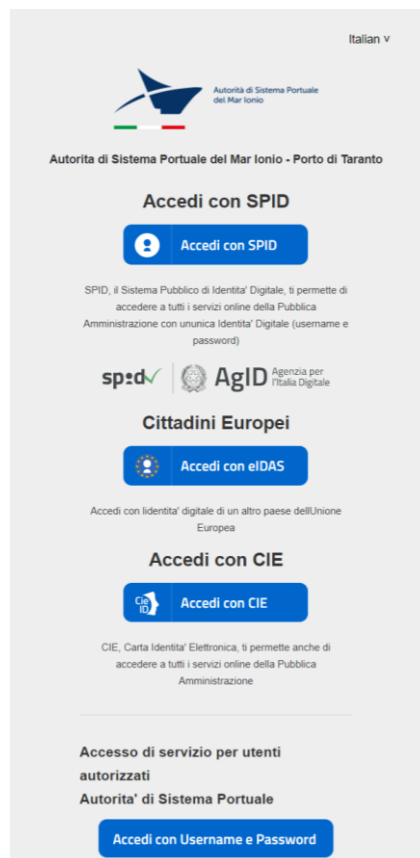 Italian v
Autorità di Sistema Portuale
del Mar Ionio
Autorita di Sistema Portuale del Mar Ionio - Porto di Taranto
Accedi con SPID
Accedi con SPID
SPID, il Sistema Pubblico di Identita' Digitale, ti permette di
accedere a tutti i servizi online della Pubblica
Amministrazione con ununica Identita' Digitale (username e
password)
spid AgID Agenzia per
l'Italia Digitale
Cittadini Europei
Accedi con eIDAS
Accedi con lidentita' digitale di un altro paese dellUnione
Europea
Accedi con CIE
Cie
ID
Accedi con CIE
CIE, Carta Identita' Elettronica, ti permette anche di
accedere a tutti i servizi online della Pubblica
Amministrazione
Accesso di servizio per utenti
autorizzati
Autorita' di Sistema Portuale
Accedi con Username e Password